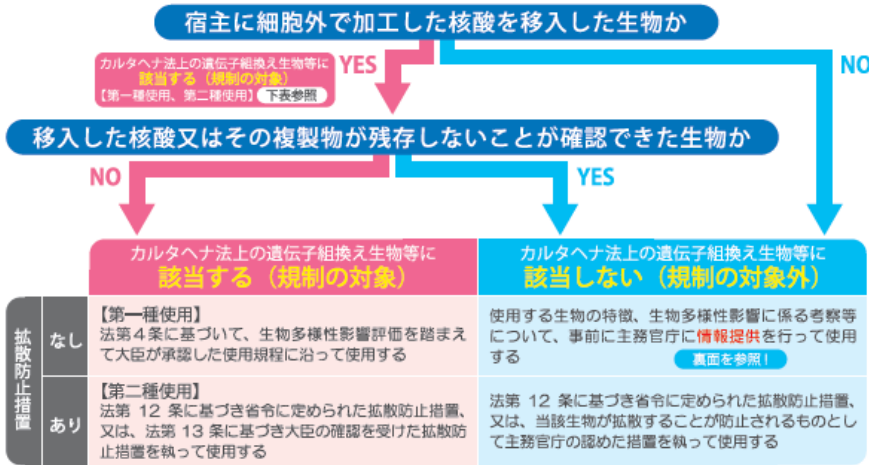 宿主に細胞外で加工した核酸を移入した生物か
カルタヘナ法上の遺伝子組換え生物等に
該当する（規制の対象）
【第一種使用、第二種使用】 下表参照
YES
NO
移入した核酸又はその複製物が残存しないことが確認できた生物か
NO
YES
カルタヘナ法上の遺伝子組換え生物等に
該当する（規制の対象）
カルタヘナ法上の遺伝子組換え生物等に
該当しない（規制の対象外）
拡散防止措置
なし
【第一種使用】
法第４条に基づいて、生物多様性影響評価を踏まえ
て大臣が承認した使用規程に沿って使用する
使用する生物の特徴、生物多様性影響に係る考察等
について、事前に主務官庁に情報提供を行って使用
する
裏面を参照！
あり
【第二種使用】
法第 12 条に基づき省令に定められた拡散防止措置、
又は、法第 13 条に基づき大臣の確認を受けた拡散防
止措置を執って使用する
法第 12 条に基づき省令に定められた拡散防止措置、
又は、当該生物が拡散することが防止されるものとし
て主務官庁の認めた措置を執って使用する